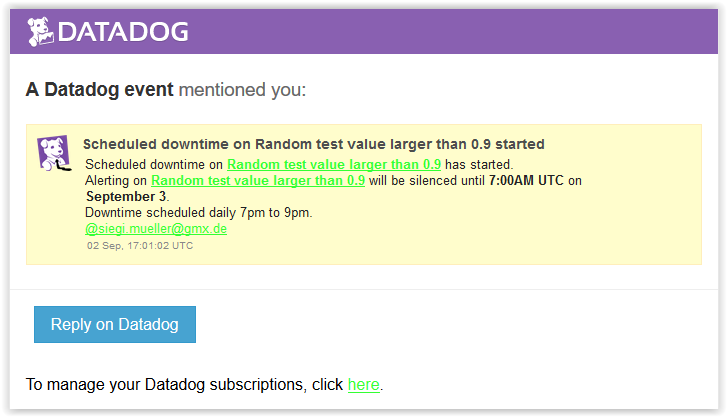 DATADOG
A Datadog event mentioned you:
Scheduled downtime on Random test value larger than 0.9 started
Scheduled downtime on Random test value larger than 0.9 has started.
Alerting on Random test value larger than 0.9 will be silenced until 7:00AM UTC on
September 3.
Downtime scheduled daily 7pm to 9pm.
@siegi.mueller@gmx.de
02 Sep, 17:01:02 UTC
Reply on Datadog
To manage your Datadog subscriptions, click here.